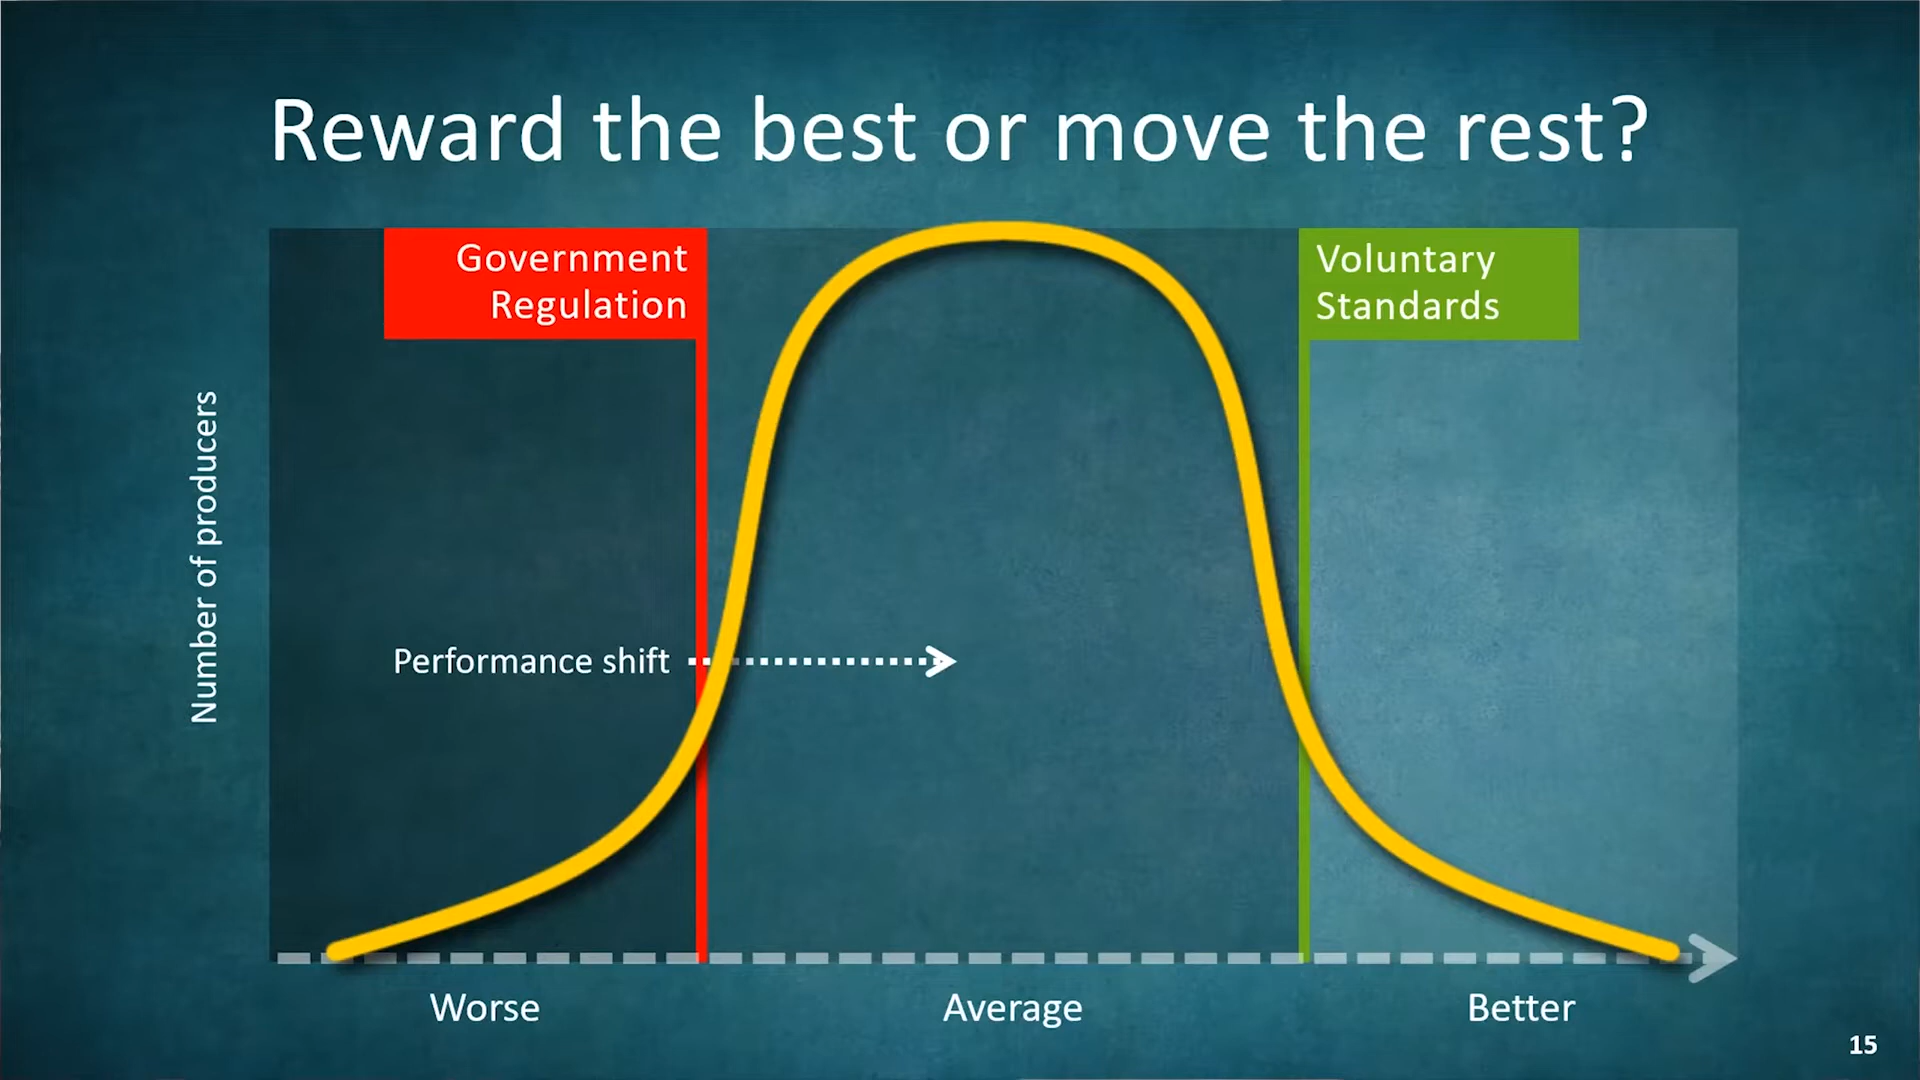 Reward the best or move the rest?
Government
Regulation
Voluntary
Standards
Number of producers
Performance shift
Worse
Average
Better
15